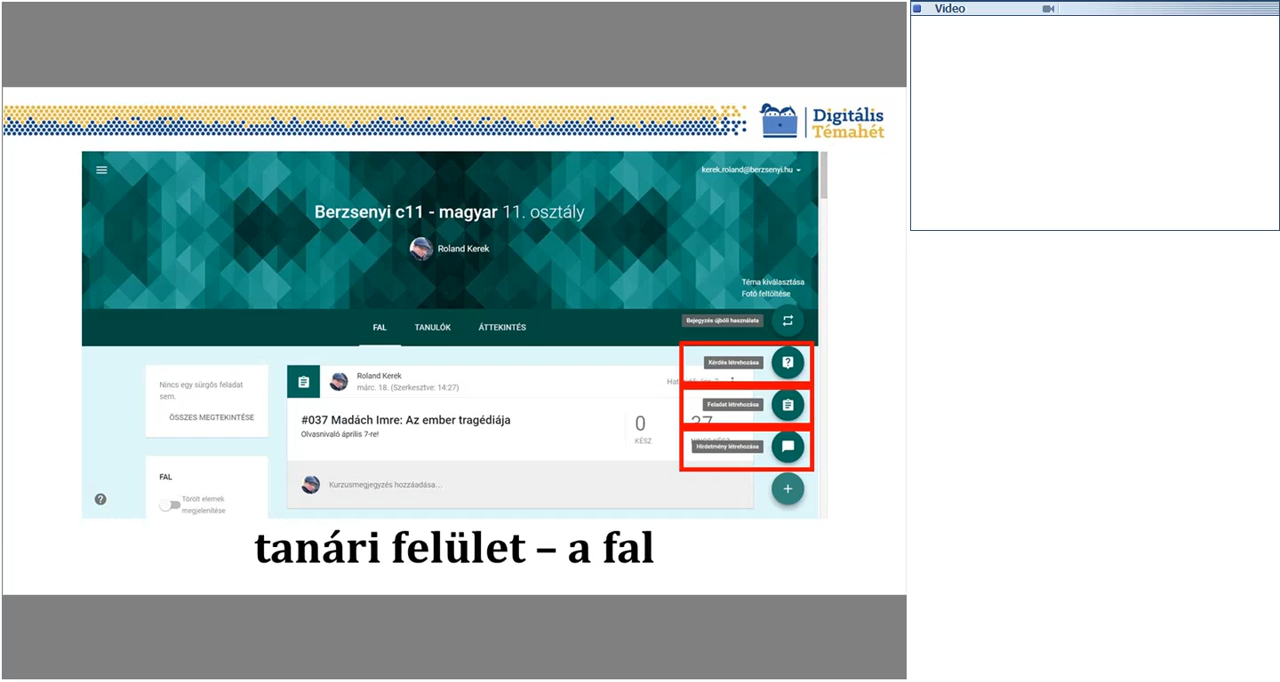 Video
Digitális
Témahét
kerek.roland@berzsenyi.hu
Berzsenyi c11 - magyar 11. osztály
Roland Kerek
Téma kiválasztása
Fotó feltöltése
FAL
TANULÓK
ÁTTEKINTÉS
Bejegyzés újbóli használata
Kérdés létrehozása
Feladat létrehozása
Hirdetmény létrehozása
Nincs egy sürgős feladat
sem.
ÖSSZES MEGTEKINTÉSE
Roland Kerek
márc. 18. (Szerkesztve: 14:27)
#037 Madách Imre: Az ember tragédiája
Olvasnivaló április 7-re!
0
KÉSZ
27
Kurzusmegjegyzés hozzáadása...
FAL
Törölt elemek
megjelenítése
tanári felület – a fal